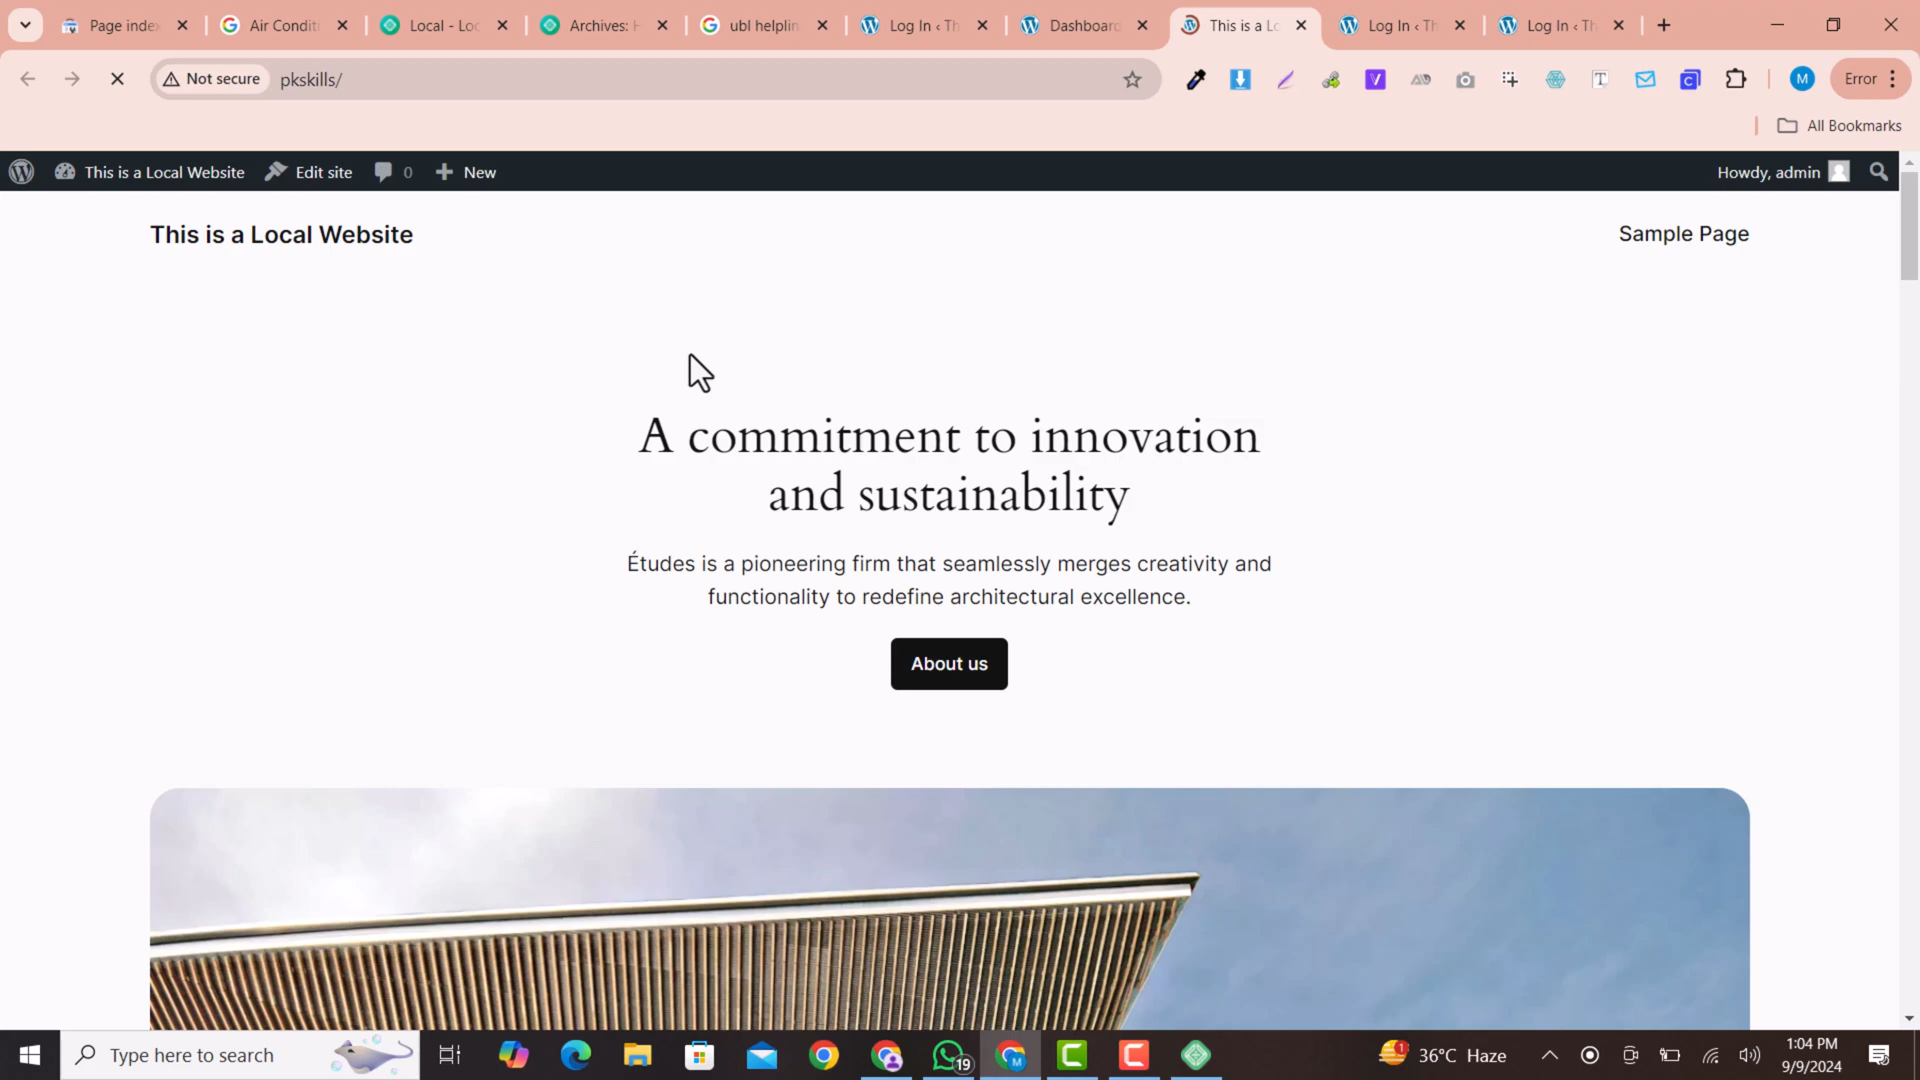 Page index
Air Conditi
Local - Loc
Archives: H
ubl helplin
Log In ‹ Th
Dashboard
This is a Lo
Log In ‹ Th
Log In ‹ Th
Not secure
pkskills/
M
Error
All Bookmarks
This is a Local Website
Edit site
0
New
Howdy, admin
This is a Local Website
Sample Page
A commitment to innovation
and sustainability
Études is a pioneering firm that seamlessly merges creativity and
functionality to redefine architectural excellence.
About us
Type here to search
19
36°C Haze
1:04 PM
9/9/2024